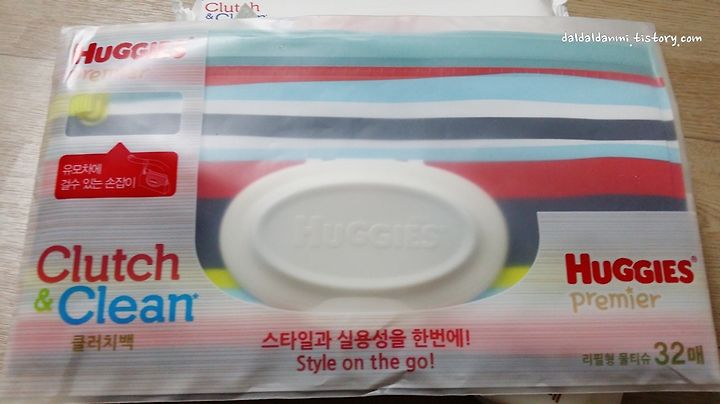 Clutch
& Clean
daldaldanmi.tistory.com
HUGGIES
premier
유모차에
걸수 있는 손잡이
HUGGIES
Clutch
& Clean
클러치백
스타일과 실용성을 한번에!
Style on the go!
HUGGIES
premier
리필형 물티슈 32매